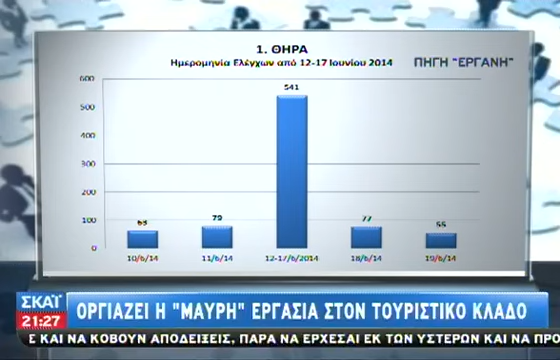 1. ΘΗΡΑ
Ημερομηνία Ελέγχων από 12-17 Ιουνίου 2014
ΠΗΓΗ "ΕΡΓΑΝΗ"
600
500
400
300
200
100
0
541
79
77
10/6/14
11/6/14
12-17/6/2014
18/6/14
19/6/14
ΣΚΑΪ
21:27
ΟΡΓΙΑΖΕΙ Η "ΜΑΥΡΗ" ΕΡΓΑΣΙΑ ΣΤΟΝ ΤΟΥΡΙΣΤΙΚΟ ΚΛΑΔΟ
Ε ΚΑΙ ΝΑ ΚΟΒΟΥΝ ΑΠΟΔΕΙΞΕΙΣ, ΠΑΡΑ ΝΑ ΕΡΧΕΣΑΙ ΕΚ ΤΩΝ ΥΣΤΕΡΩΝ ΚΑΙ ΝΑ ΠΡ